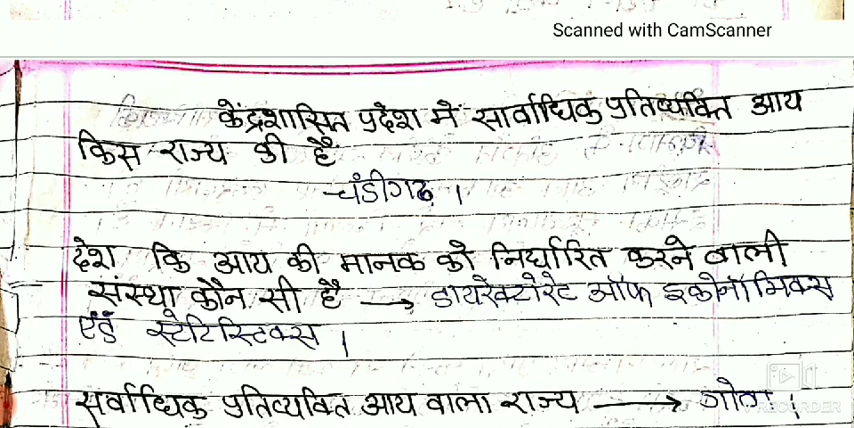 Scanned with CamScanner
केंद्रशासित प्रदेश में सार्वाधिक प्रतिव्यक्ति आय
किस राज्य की है
चंडीगढ़ ।
देश कि आय की मानक को निर्धारित करने वाली
संस्था कौन सी है → डायरेक्टोरेट ऑफ इकोनॉमिक्स
एंड स्टेटिस्टिक्स ।
सर्वाधिक प्रतिव्यक्ति आय वाला राज्य → गोवा ।
RECORDER